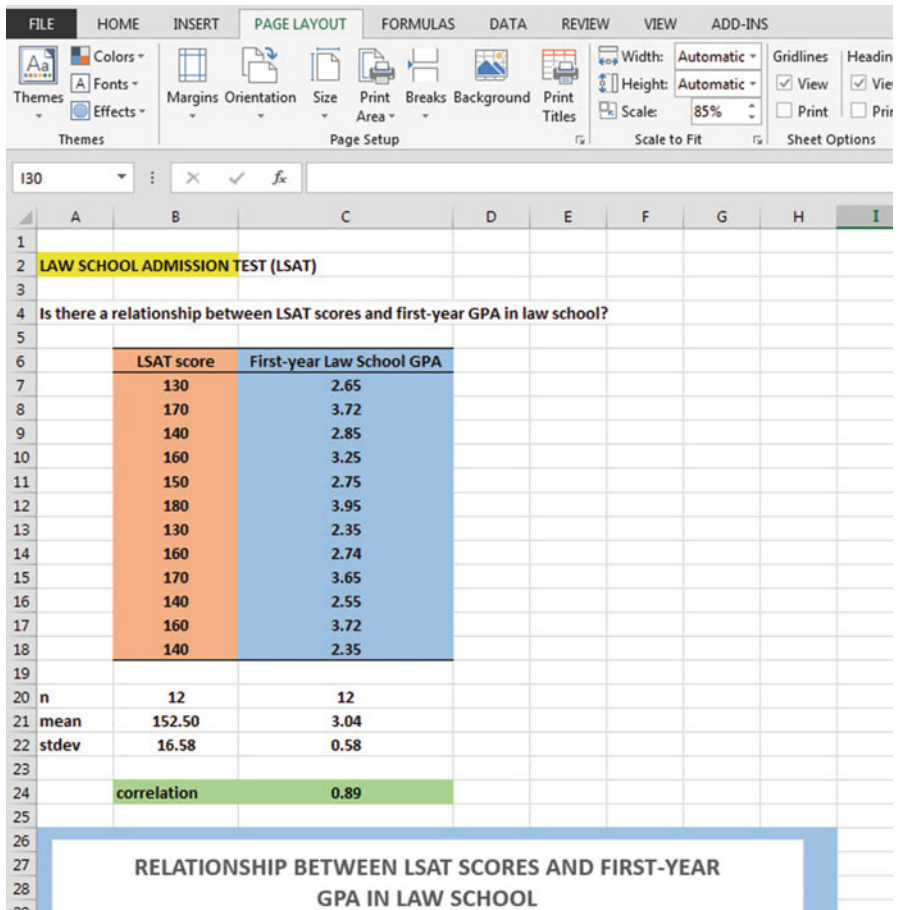 FILE HOME INSERT PAGE LAYOUT FORMULAS DATA REVIEW VIEW ADD-INS
Aa Colors Width: Automatic Gridlines Headin
A Fonts Height: Automatic View Vie
Themes Effects Margins Orientation Size Print Area Breaks Background Print Titles Scale: 85% Print Prin
Themes Page Setup Scale to Fit Sheet Options
I30 fx
A B C D E F G H I
1
2 LAW SCHOOL ADMISSION TEST (LSAT)
3
4 Is there a relationship between LSAT scores and first-year GPA in law school?
5
6 LSAT score First-year Law School GPA
7 130 2.65
8 170 3.72
9 140 2.85
10 160 3.25
11 150 2.75
12 180 3.95
13 130 2.35
14 160 2.74
15 170 3.65
16 140 2.55
17 160 3.72
18 140 2.35
19
20 n 12 12
21 mean 152.50 3.04
22 stdev 16.58 0.58
23
24 correlation 0.89
25
26
27 RELATIONSHIP BETWEEN LSAT SCORES AND FIRST-YEAR
28 GPA IN LAW SCHOOL